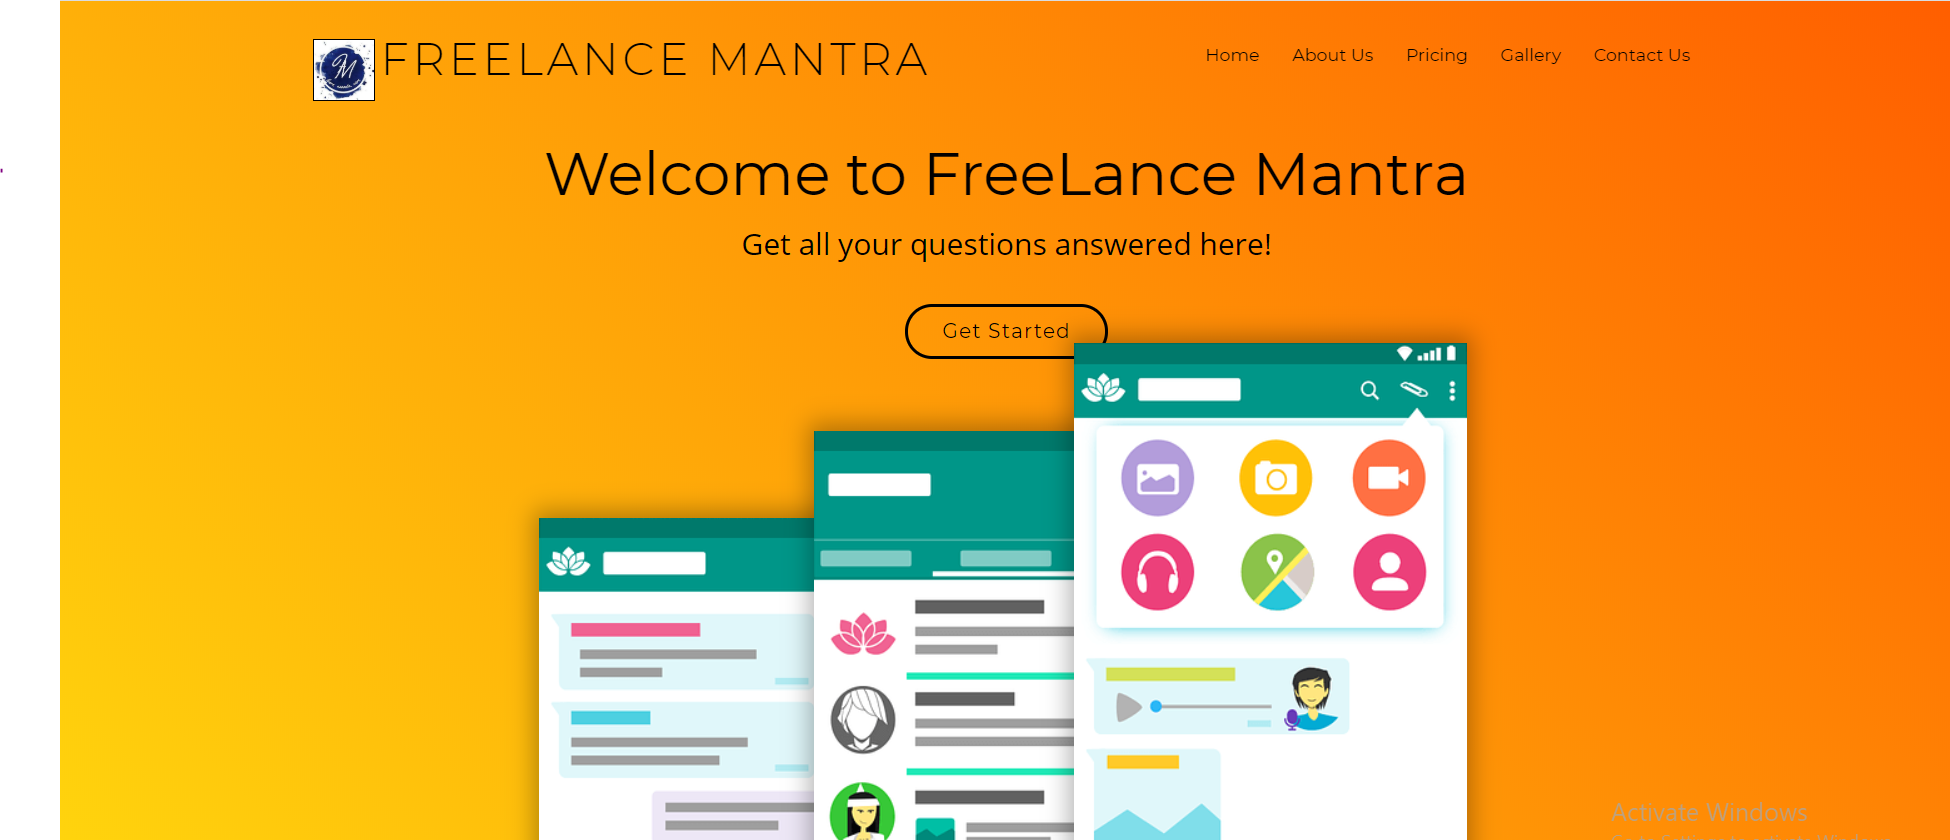 FREELANCE MANTRA
Home About Us Pricing Gallery Contact Us
Welcome to FreeLance Mantra
Get all your questions answered here!
Get Started
Activate Windows